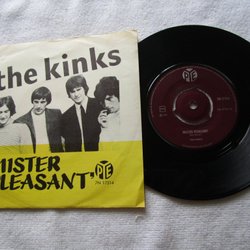 the kinks
MISTER
PLEASANT'
PYE
7N 17314
PYE
MISTER PLEASANT